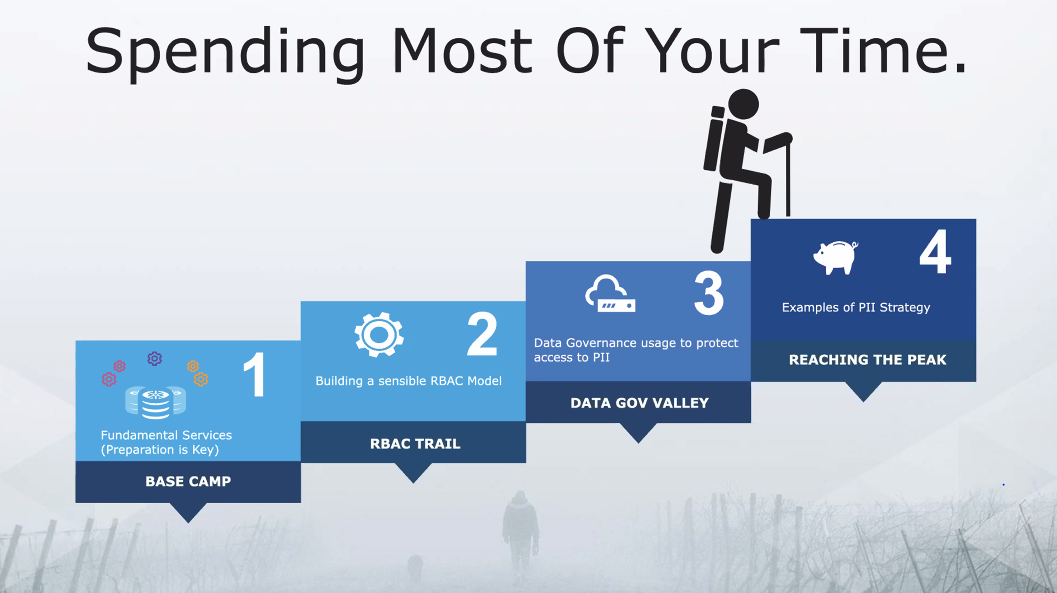 Spending Most Of Your Time.
1
Fundamental Services
(Preparation is Key)
BASE CAMP
2
Building a sensible RBAC Model
RBAC TRAIL
3
Data Governance usage to protect
access to PII
DATA GOV VALLEY
4
Examples of PII Strategy
REACHING THE PEAK